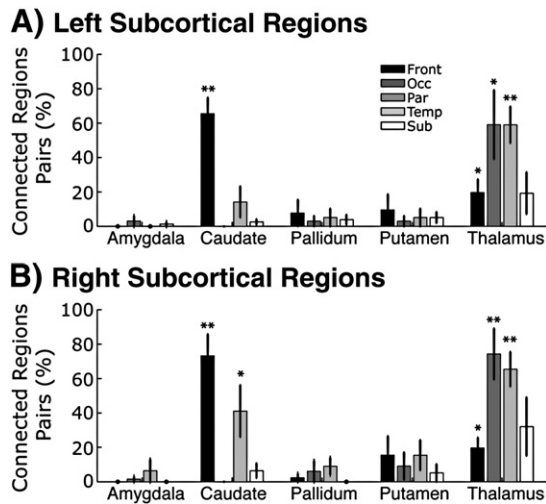 A) Left Subcortical Regions
Connected Regions
Pairs (%)
100
80
60
40
20
0
Front
Occ
Par
Temp
Sub
**
*
*
**
Amygdala Caudate Pallidum Putamen Thalamus
B) Right Subcortical Regions
Connected Regions
Pairs (%)
100
80
60
40
20
0
**
*
*
**
**
Amygdala Caudate Pallidum Putamen Thalamus